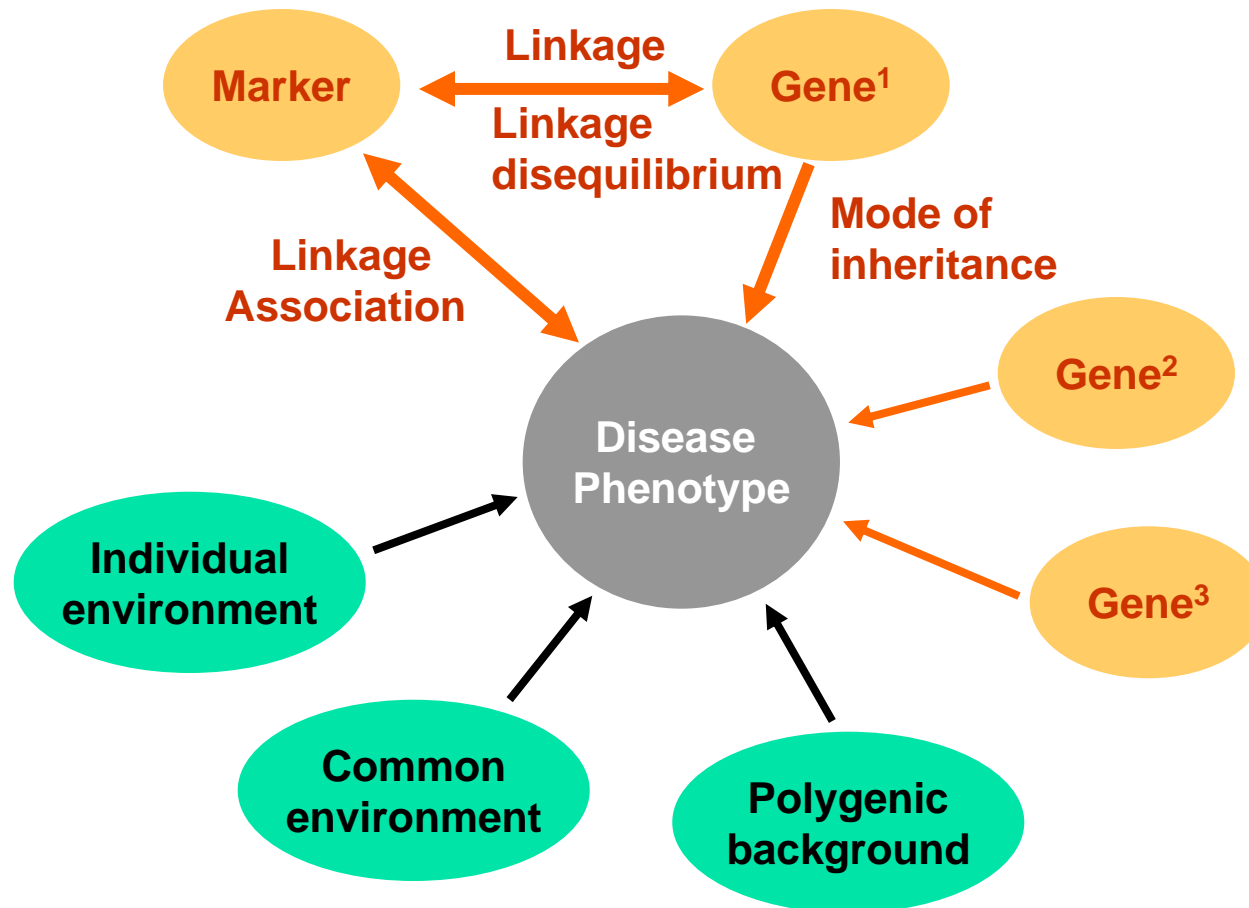 Linkage
Marker
Gene¹
Linkage
disequilibrium
Mode of
inheritance
Linkage
Association
Gene²
Disease
Phenotype
Individual
environment
Gene³
Common
environment
Polygenic
background